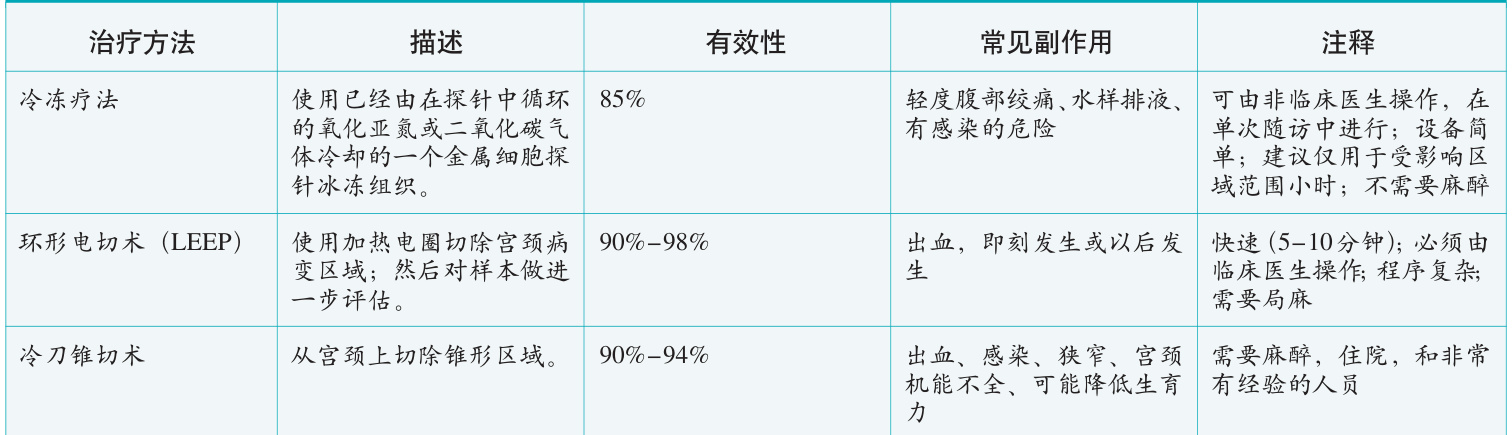 治疗方法
描述
有效性
常见副作用
注释
冷冻疗法
使用已经由在探针中循环
的氧化亚氮或二氧化碳气
体冷却的一个金属细胞探
针冰冻组织。
85%
轻度腹部绞痛、水样排液、
有感染的危险
可由非临床医生操作，在
单次随访中进行；设备简
单；建议仅用于受影响区
域范围小时；不需要麻醉
环形电切术（LEEP）
使用加热电圈切除宫颈病
变区域；然后对样本做进
一步评估。
90%–98%
出血，即刻发生或以后发
生
快速（5–10分钟）；必须由
临床医生操作；程序复杂；
需要局麻
冷刀锥切术
从宫颈上切除锥形区域。
90%–94%
出血、感染、狭窄、宫颈
机能不全、可能降低生育
力
需要麻醉，住院，和非常
有经验的人员